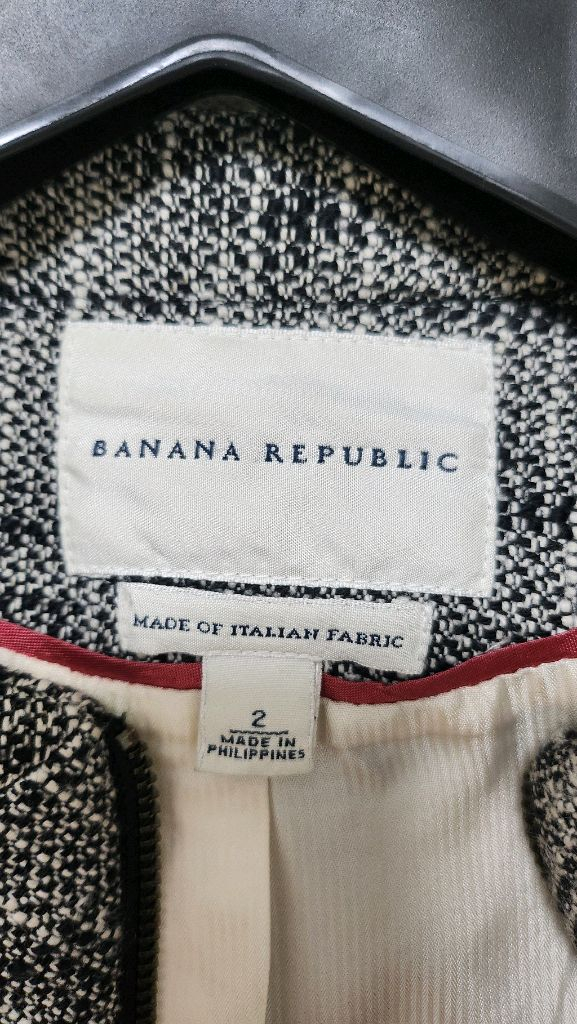 BANANA REPUBLIC
MADE OF ITALIAN FABRIC
2
MADE IN
PHILIPPINES